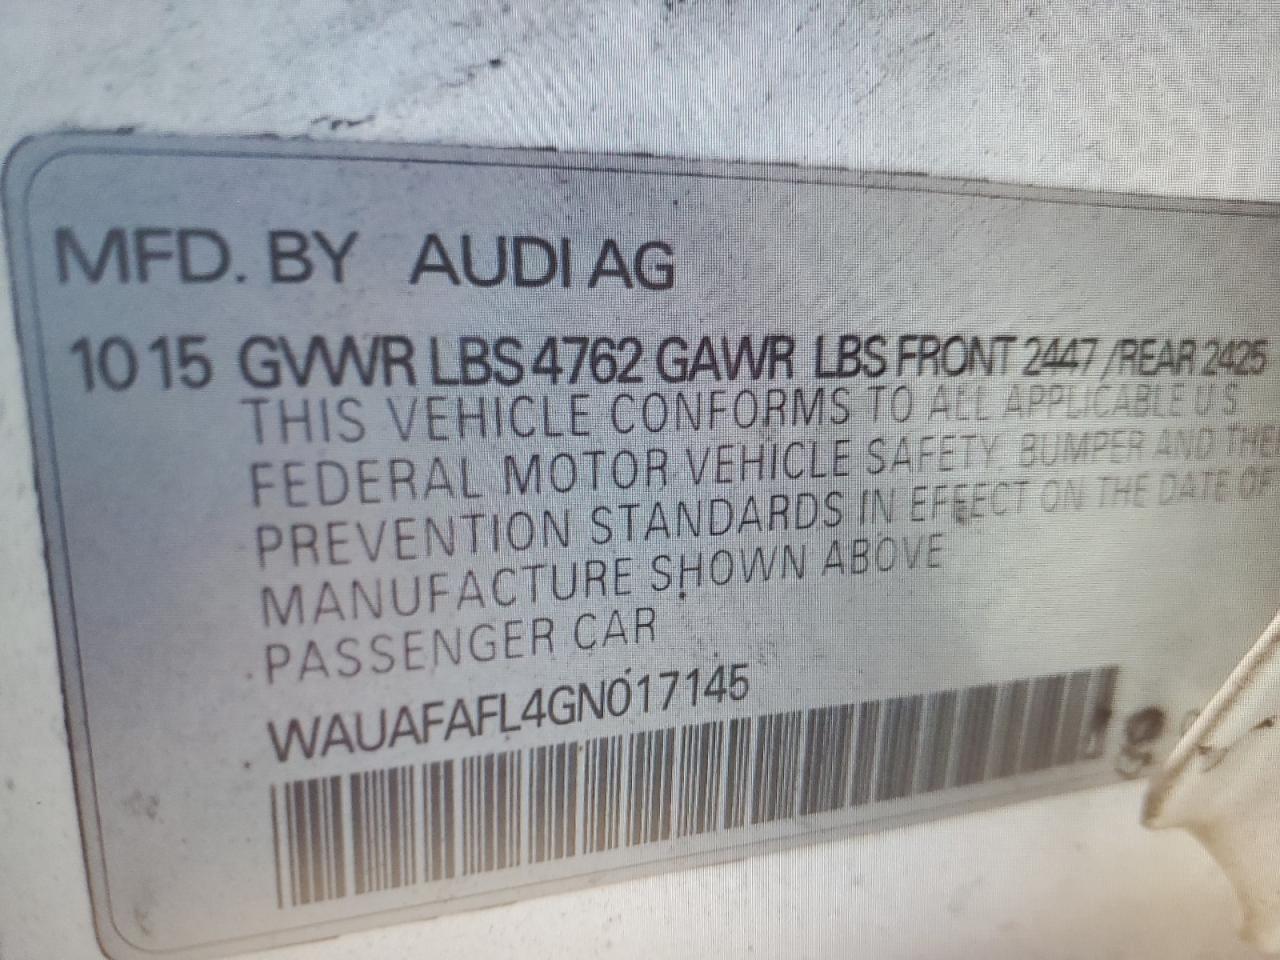 MFD. BY AUDI AG
10 15 GVWR LBS 4762 GAWR LBS FRONT 2447 /REAR 2425
THIS VEHICLE CONFORMS TO ALL APPLICABLE U S
FEDERAL MOTOR VEHICLE SAFETY, BUMPER AND THE
PREVENTION STANDARDS IN EFFECT ON THE DATE OF
MANUFACTURE SHOWN ABOVE
PASSENGER CAR
WAUAFAFL4GN017145